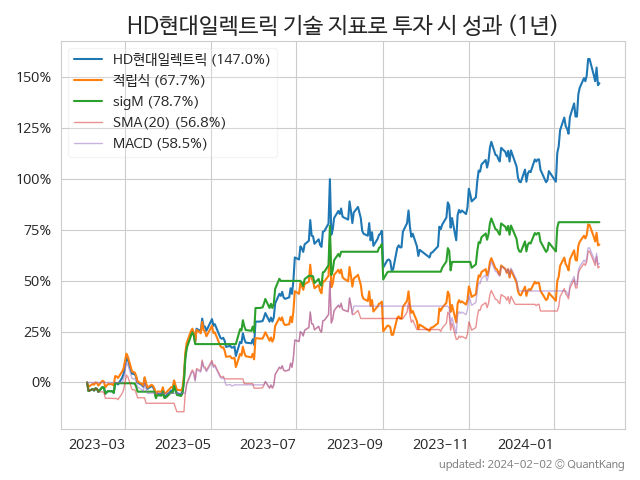 HD현대일렉트릭 기술 지표로 투자 시 성과 (1년)
HD현대일렉트릭 (147.0%)
적립식 (67.7%)
sigM (78.7%)
SMA(20) (56.8%)
MACD (58.5%)
150%
125%
100%
75%
50%
25%
0%
2023-03 2023-05 2023-07 2023-09 2023-11 2024-01
updated: 2024-02-02 © QuantKang